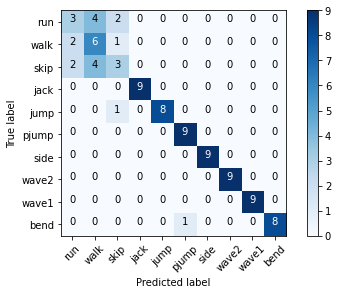 run 3 4 2 0 0 0 0 0 0 0
walk 2 6 1 0 0 0 0 0 0 0
skip 2 4 3 0 0 0 0 0 0 0
jack 0 0 0 9 0 0 0 0 0 0
jump 0 0 1 0 8 0 0 0 0 0
pjump 0 0 0 0 0 9 0 0 0 0
side 0 0 0 0 0 0 9 0 0 0
wave2 0 0 0 0 0 0 0 9 0 0
wave1 0 0 0 0 0 0 0 0 9 0
bend 0 0 0 0 0 1 0 0 0 8
run walk skip jack jump pjump side wave2 wave1 bend
True label
Predicted label
9
8
7
6
5
4
3
2
1
0